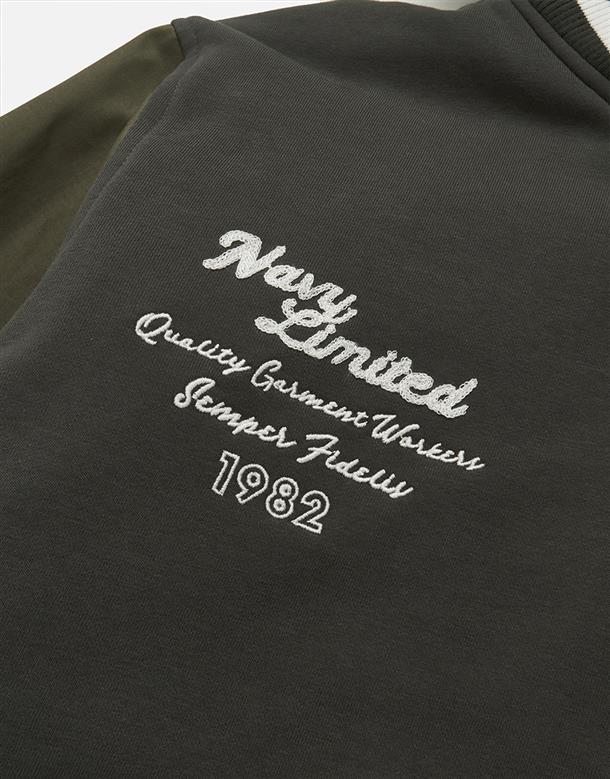 Navy
Limited
Quality Garment Workers
Semper Fidelis
1982